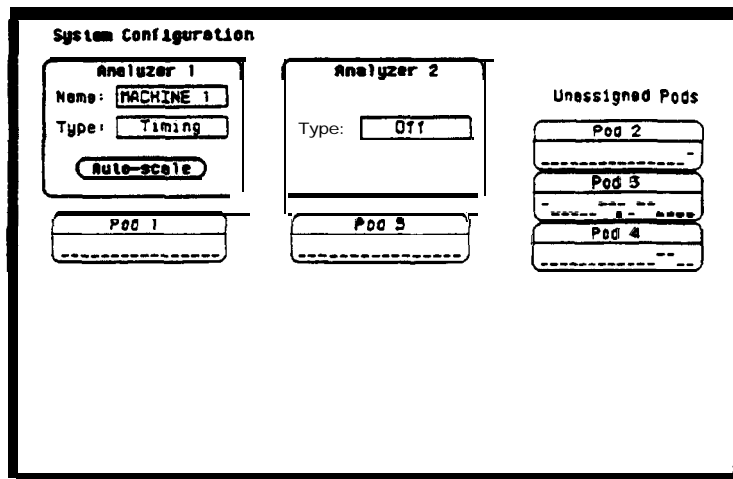 System Configuration
Analyzer 1
Name: MACHINE 1
Type: Timing
Auto-scale
Pod 1
Analyzer 2
Type: Off
Pod 5
Unassigned Pods
Pod 2
Pod 3
Pod 4